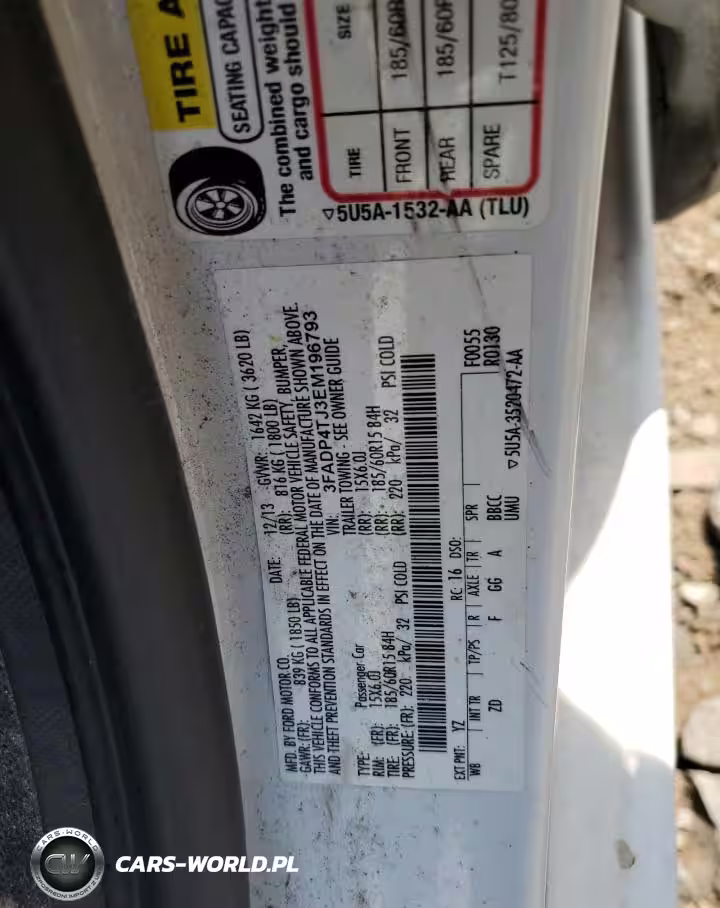 TIRE A
SEATING CAPAC
The combined weight
and cargo should
SIZE
185/60R
185/60R
T125/80
TIRE
FRONT
REAR
SPARE
▽5U5A-1532-AA (TLU)
MFD. BY FORD MOTOR CO.
DATE: 12/13 GVWR: 1642 KG ( 3620 LB)
GAWR: (FR): 839 KG ( 1850 LB) (RR): 816 KG ( 1800 LB)
THIS VEHICLE CONFORMS TO ALL APPLICABLE FEDERAL MOTOR VEHICLE SAFETY, BUMPER,
AND THEFT PREVENTION STANDARDS IN EFFECT ON THE DATE OF MANUFACTURE SHOWN ABOVE.
VIN: 3FADP4TJ3EM196793
TYPE: Passenger Car TRAILER TOWING - SEE OWNER GUIDE
RIM: (FR): 15X6.0J (RR): 15X6.0J
TIRE: (FR): 185/60R15 84H (RR): 185/60R15 84H
PRESSURE: (FR): 220 kPa/ 32 PSI COLD (RR): 220 kPa/ 32 PSI COLD
EXT PNT: YZ RC: 16 DSO: F0055
R0130
WB INT TR TP/PS R AXLE TR SPR
ZD F GG A BBCC
UMU
▽5U5A-3520472-AA
CW
CARS-WORLD.PL